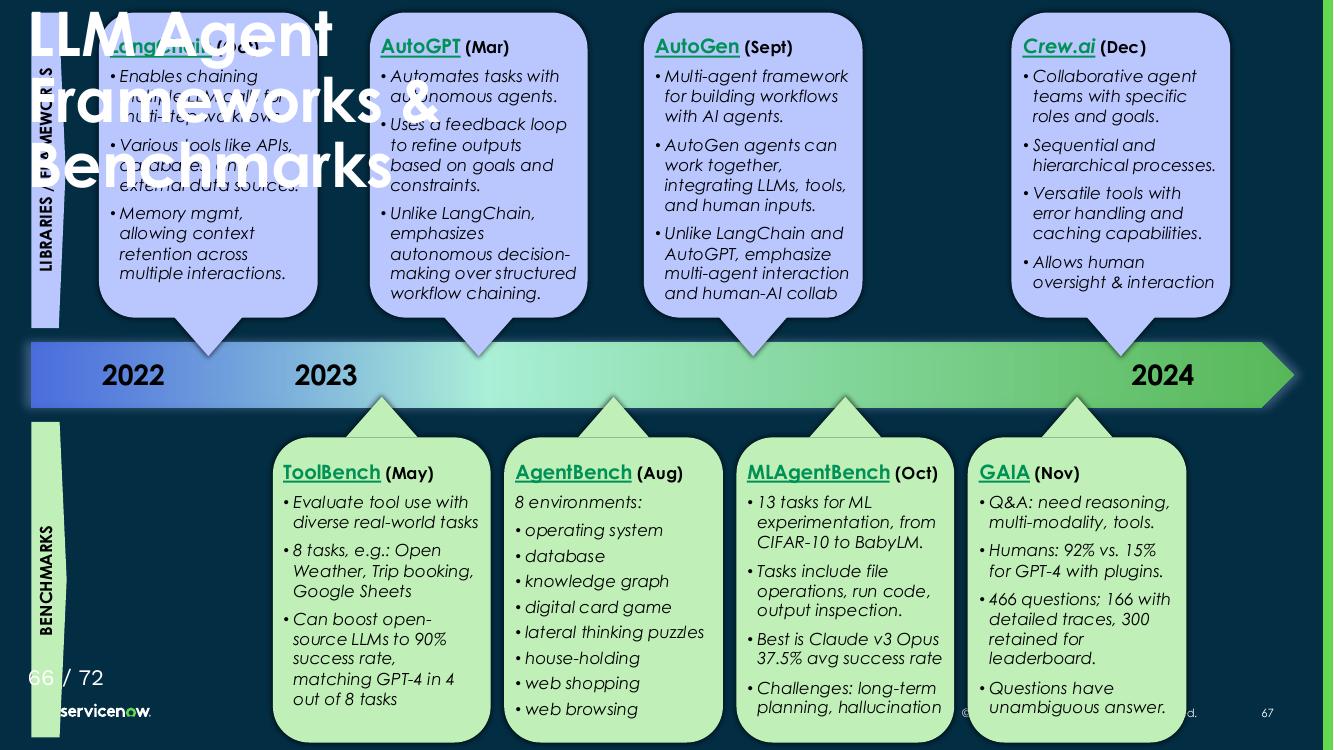 LLM Agent
Frameworks &
Benchmarks
LIBRARIES / FRAMEWORKS
LangChain (Oct)
• Enables chaining
multiple LLM calls for
multi-step workflows.
• Various tools like APIs,
databases, and
external data sources.
• Memory mgmt,
allowing context
retention across
multiple interactions.
AutoGPT (Mar)
• Automates tasks with
autonomous agents.
• Uses a feedback loop
to refine outputs
based on goals and
constraints.
• Unlike LangChain,
emphasizes
autonomous decision-
making over structured
workflow chaining.
AutoGen (Sept)
• Multi-agent framework
for building workflows
with AI agents.
• AutoGen agents can
work together,
integrating LLMs, tools,
and human inputs.
• Unlike LangChain and
AutoGPT, emphasize
multi-agent interaction
and human-AI collab
Crew.ai (Dec)
• Collaborative agent
teams with specific
roles and goals.
• Sequential and
hierarchical processes.
• Versatile tools with
error handling and
caching capabilities.
• Allows human
oversight & interaction
2022 2023 2024
BENCHMARKS
ToolBench (May)
• Evaluate tool use with
diverse real-world tasks
• 8 tasks, e.g.: Open
Weather, Trip booking,
Google Sheets
• Can boost open-
source LLMs to 90%
success rate,
matching GPT-4 in 4
out of 8 tasks
AgentBench (Aug)
8 environments:
• operating system
• database
• knowledge graph
• digital card game
• lateral thinking puzzles
• house-holding
• web shopping
• web browsing
MLAgentBench (Oct)
• 13 tasks for ML
experimentation, from
CIFAR-10 to BabyLM.
• Tasks include file
operations, run code,
output inspection.
• Best is Claude v3 Opus
37.5% avg success rate
• Challenges: long-term
planning, hallucination
GAIA (Nov)
• Q&A: need reasoning,
multi-modality, tools.
• Humans: 92% vs. 15%
for GPT-4 with plugins.
• 466 questions; 166 with
detailed traces, 300
retained for
leaderboard.
• Questions have
unambiguous answer.
66 / 72
servicenow.
67